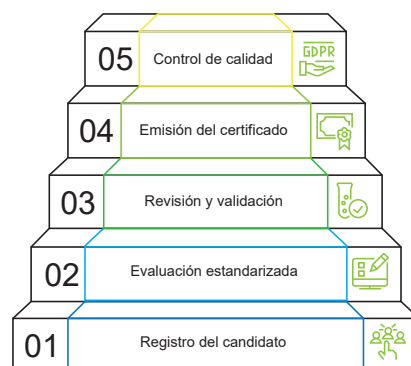 05 Control de calidad GDPR
04 Emisión del certificado
03 Revisión y validación
02 Evaluación estandarizada
01 Registro del candidato